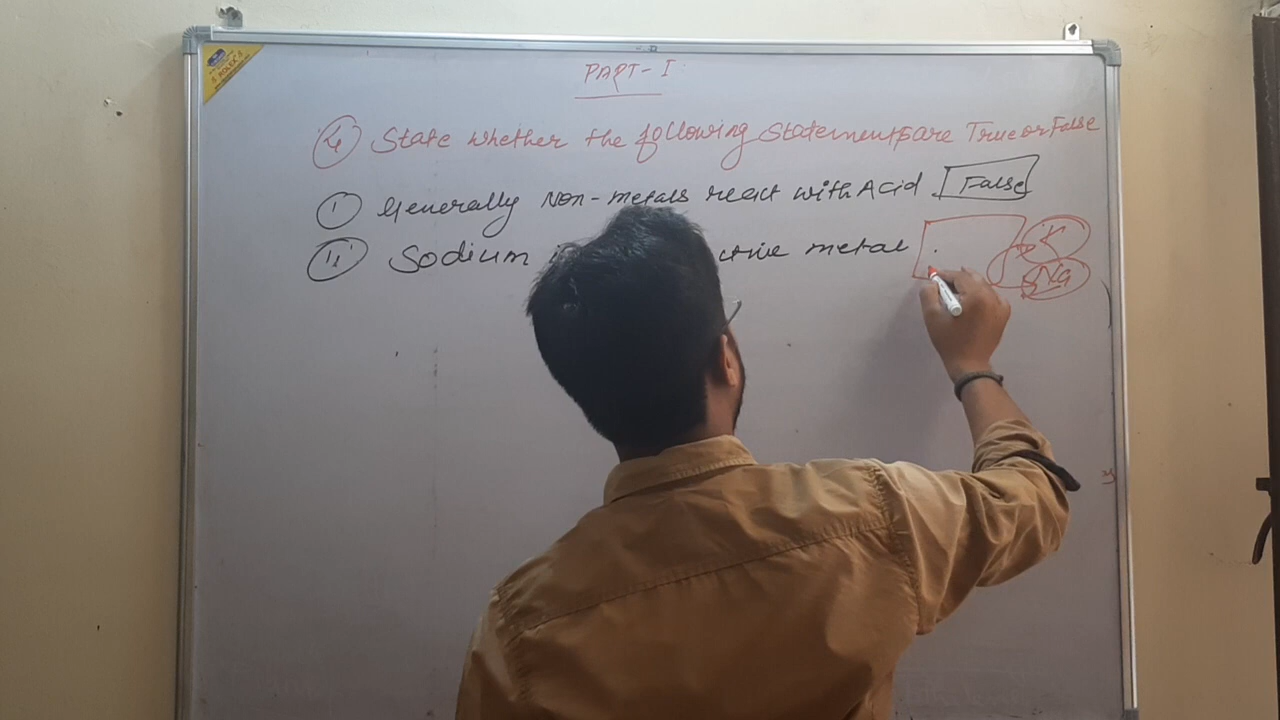 PART-I
4 State whether the following Statements are True or False
i Generally Non-metals react with Acid. False
ii Sodium ctive metal K
Na